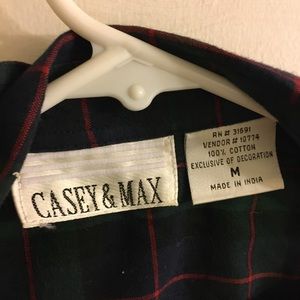 CASEY & MAX
RN # 31591
VENDOR # 10774
100% COTTON
EXCLUSIVE OF DECORATION
M
MADE IN INDIA